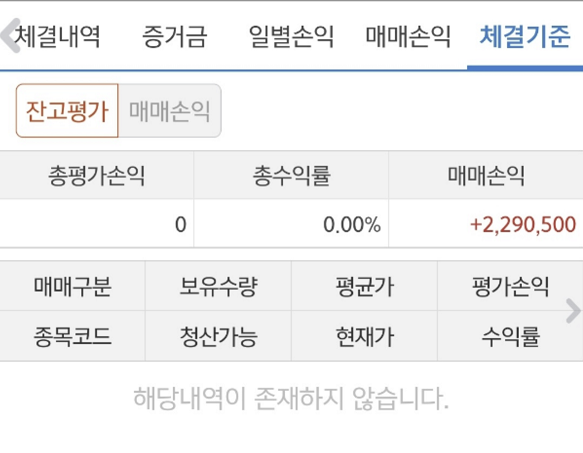 체결내역 증거금 일별손익 매매손익 체결기준
잔고평가 매매손익
총평가손익 총수익률 매매손익
0 0.00% +2,290,500
매매구분 보유수량 평균가 평가손익
종목코드 청산가능 현재가 수익률
해당내역이 존재하지 않습니다.